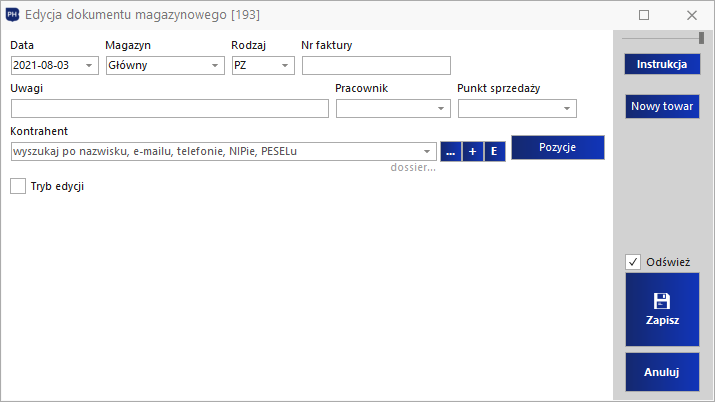 PH+ Edycja dokumentu magazynowego [193]
Data Magazyn Rodzaj Nr faktury
2021-08-03 Główny PZ
Uwagi Pracownik Punkt sprzedaży
Kontrahent
wyszukaj po nazwisku, e-mailu, telefonie, NIPie, PESELu ... + E Pozycje
dossier...
Tryb edycji
Instrukcja
Nowy towar
Odśwież
Zapisz
Anuluj